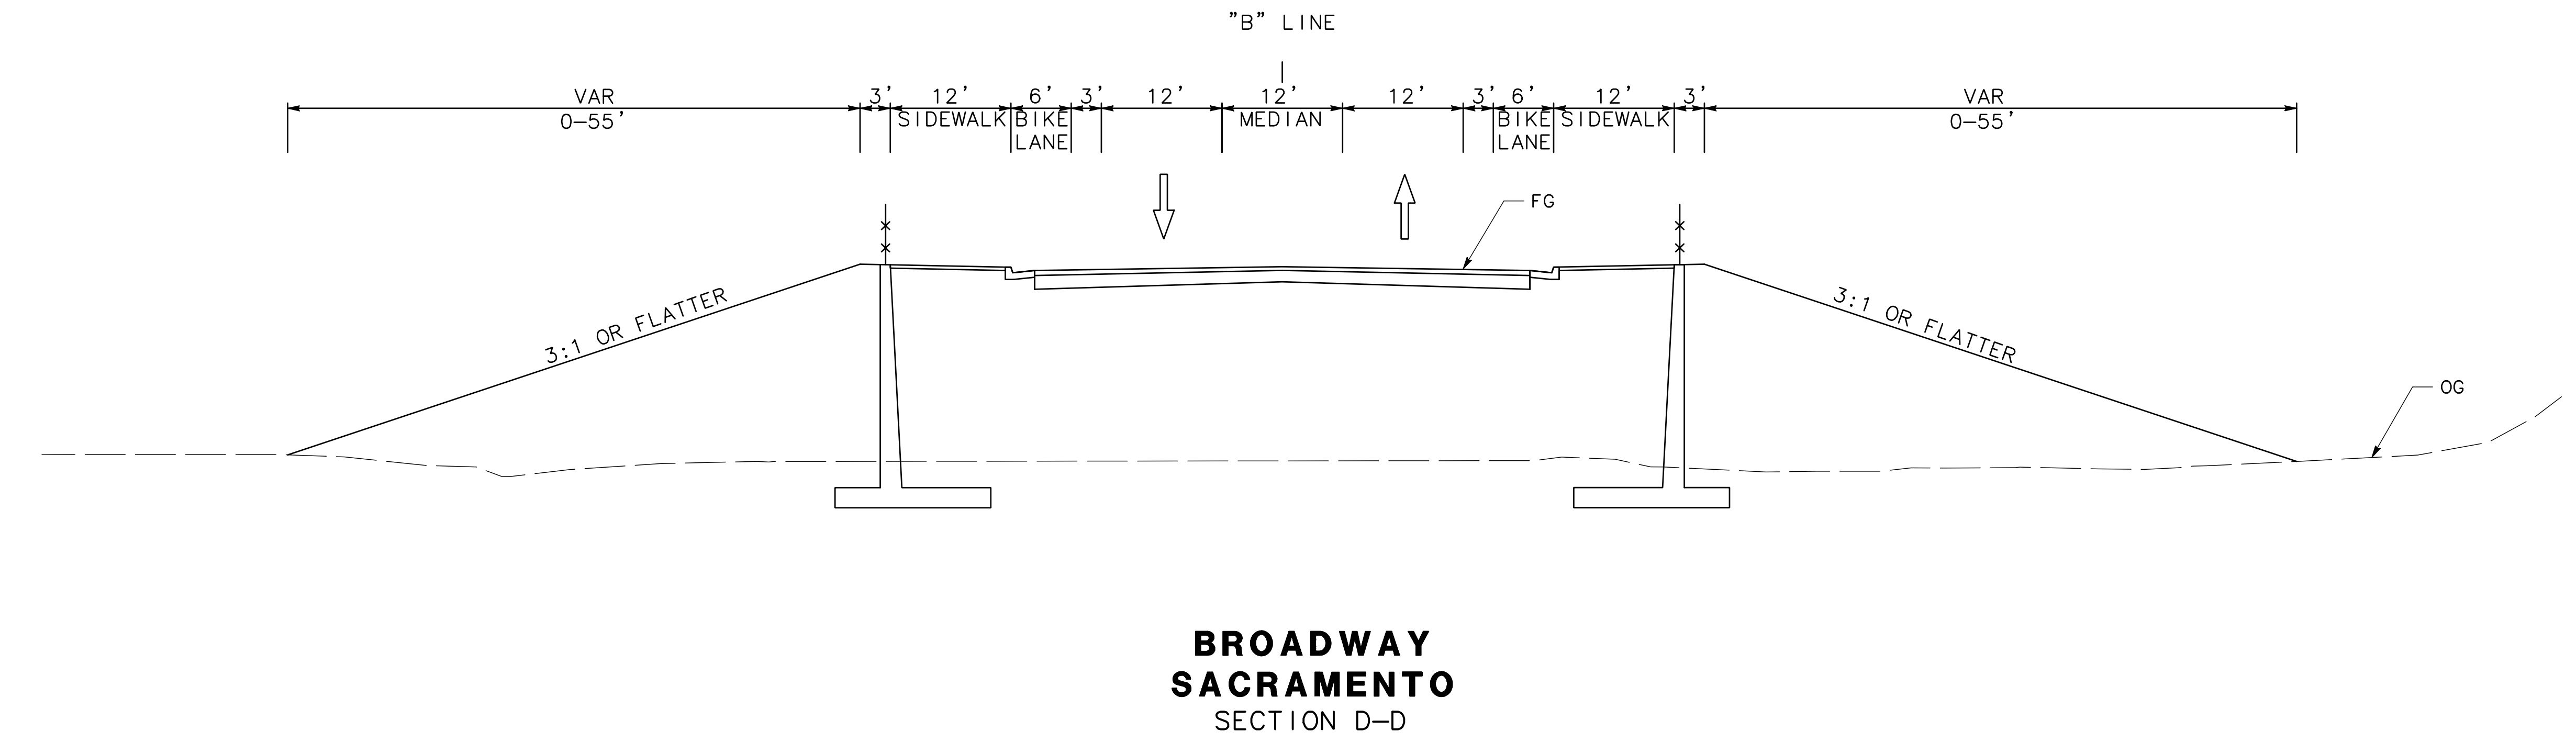 "B" LINE
VAR 3' 12' 6' 3' 12' 12' 12' 3' 6' 12' 3' VAR
0-55' SIDEWALK BIKE MEDIAN BIKE SIDEWALK 0-55'
LANE LANE
FG
3:1 OR FLATTER
3:1 OR FLATTER
OG
BROADWAY
SACRAMENTO
SECTION D-D